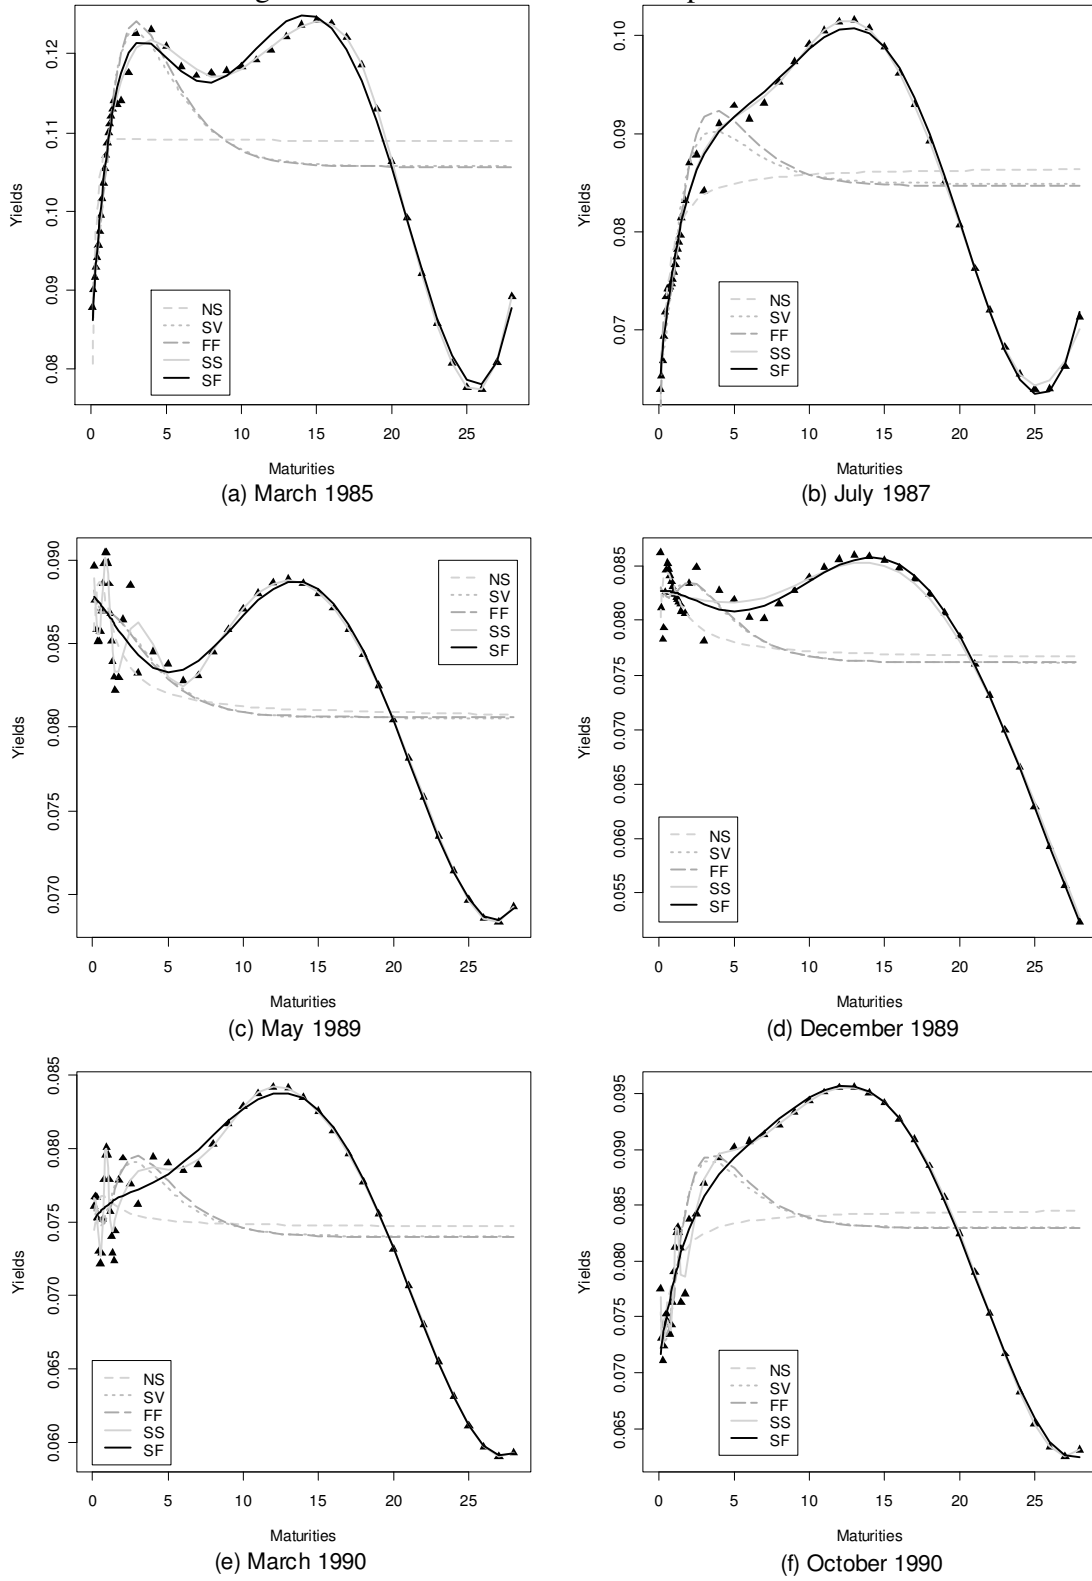 0.12
0.11
0.10
0.09
0.08
Yields
NS
SV
FF
SS
SF
0 5 10 15 20 25
Maturities
(a) March 1985
0.10
0.09
0.08
0.07
Yields
NS
SV
FF
SS
SF
0 5 10 15 20 25
Maturities
(b) July 1987
0.090
0.085
0.080
0.075
0.070
Yields
NS
SV
FF
SS
SF
0 5 10 15 20 25
Maturities
(c) May 1989
0.085
0.080
0.075
0.070
0.065
0.060
0.055
Yields
NS
SV
FF
SS
SF
0 5 10 15 20 25
Maturities
(d) December 1989
0.085
0.080
0.075
0.070
0.065
0.060
Yields
NS
SV
FF
SS
SF
0 5 10 15 20 25
Maturities
(e) March 1990
0.095
0.090
0.085
0.080
0.075
0.070
0.065
Yields
NS
SV
FF
SS
SF
0 5 10 15 20 25
Maturities
(f) October 1990